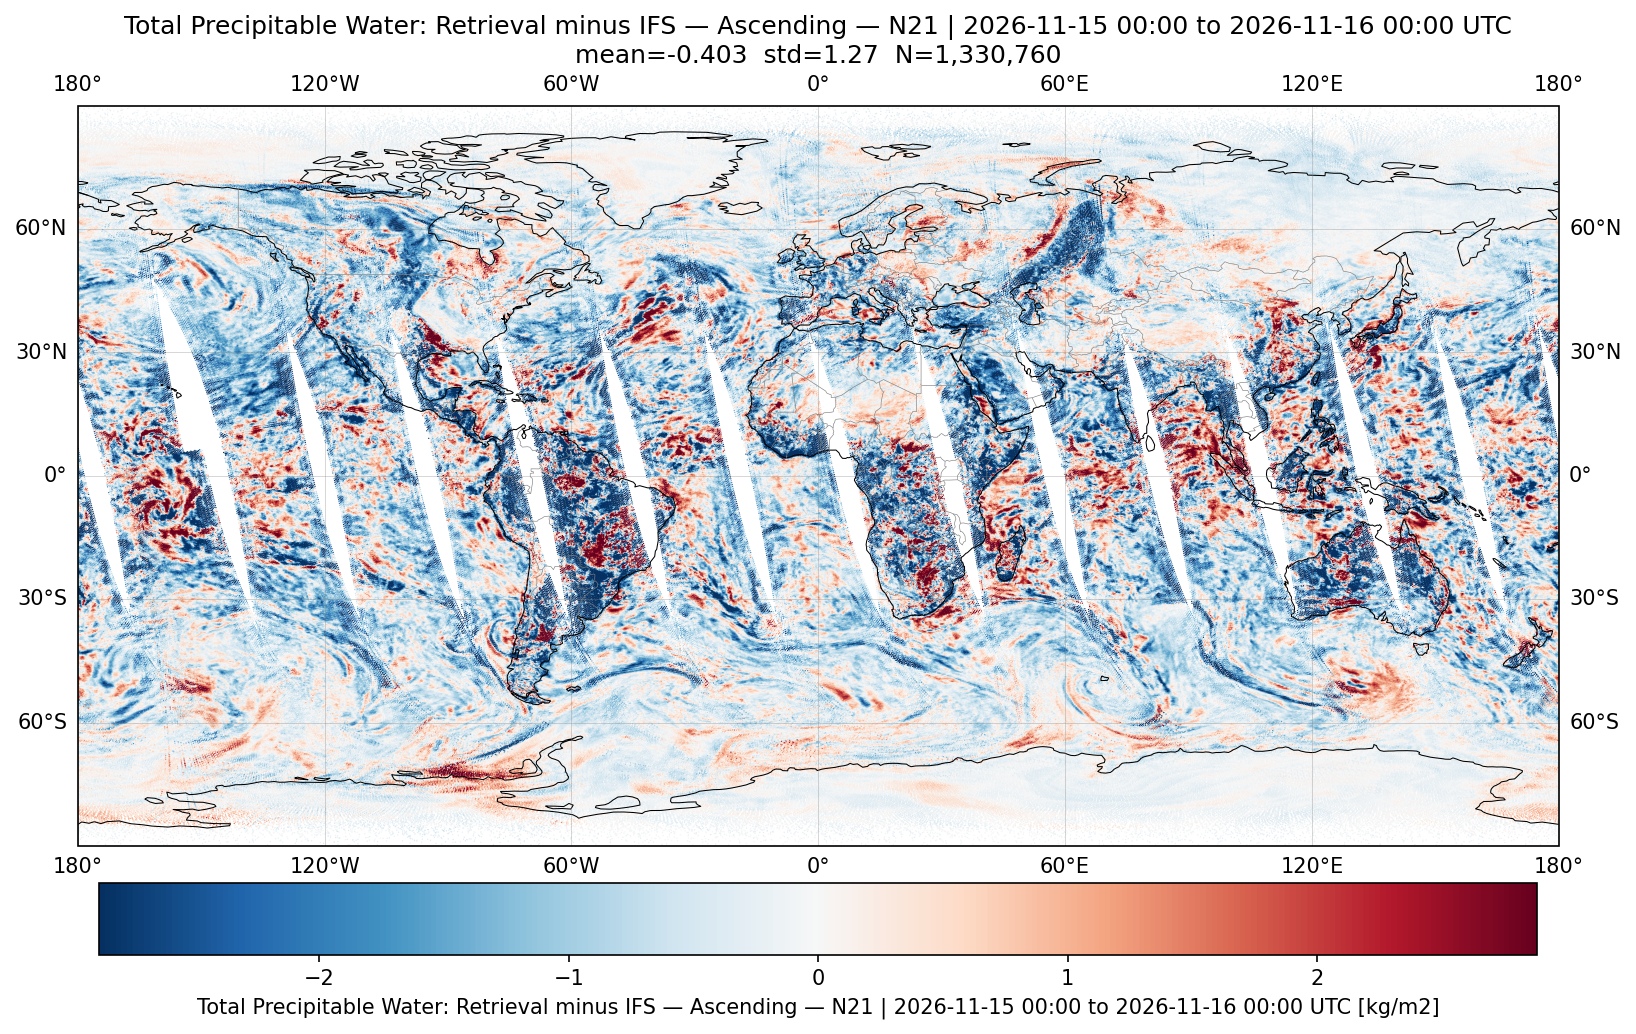 Total Precipitable Water: Retrieval minus IFS — Ascending — N21 | 2026-11-15 00:00 to 2026-11-16 00:00 UTC
mean=-0.403  std=1.27  N=1,330,760
180° 120°W 60°W 0° 60°E 120°E 180°
60°N 60°N
30°N 30°N
0° 0°
30°S 30°S
60°S 60°S
180° 120°W 60°W 0° 60°E 120°E 180°
−2 −1 0 1 2
Total Precipitable Water: Retrieval minus IFS — Ascending — N21 | 2026-11-15 00:00 to 2026-11-16 00:00 UTC [kg/m2]